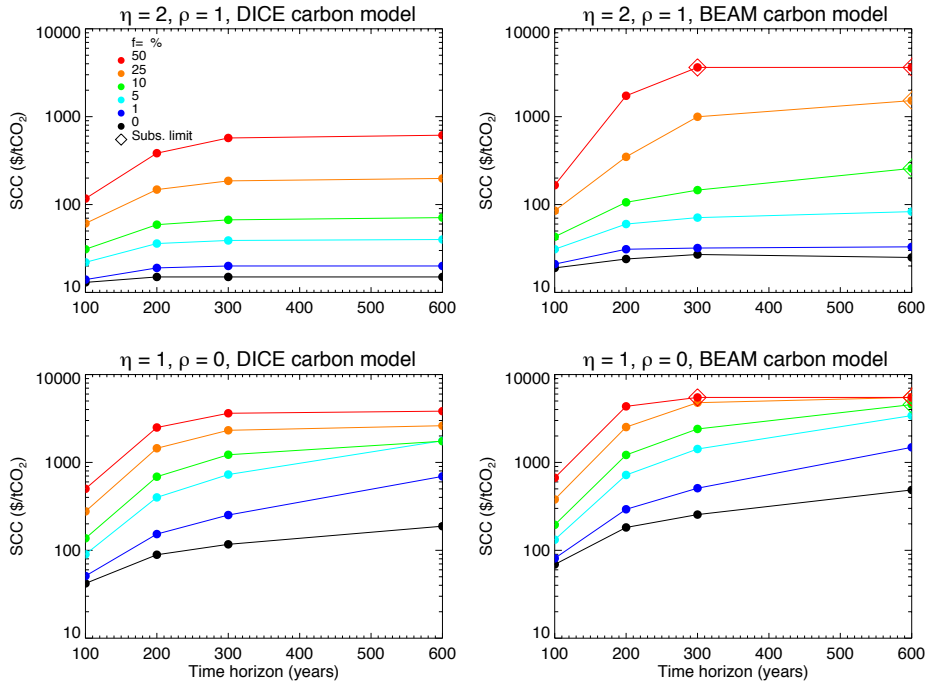 η = 2, ρ = 1, DICE carbon model
10000
1000
100
10
SCC ($/tCO₂)
f= %
50
25
10
5
1
0
Subs. limit
100 200 300 400 500 600
η = 2, ρ = 1, BEAM carbon model
10000
1000
100
10
SCC ($/tCO₂)
100 200 300 400 500 600
η = 1, ρ = 0, DICE carbon model
10000
1000
100
10
SCC ($/tCO₂)
100 200 300 400 500 600
Time horizon (years)
η = 1, ρ = 0, BEAM carbon model
10000
1000
100
10
SCC ($/tCO₂)
100 200 300 400 500 600
Time horizon (years)